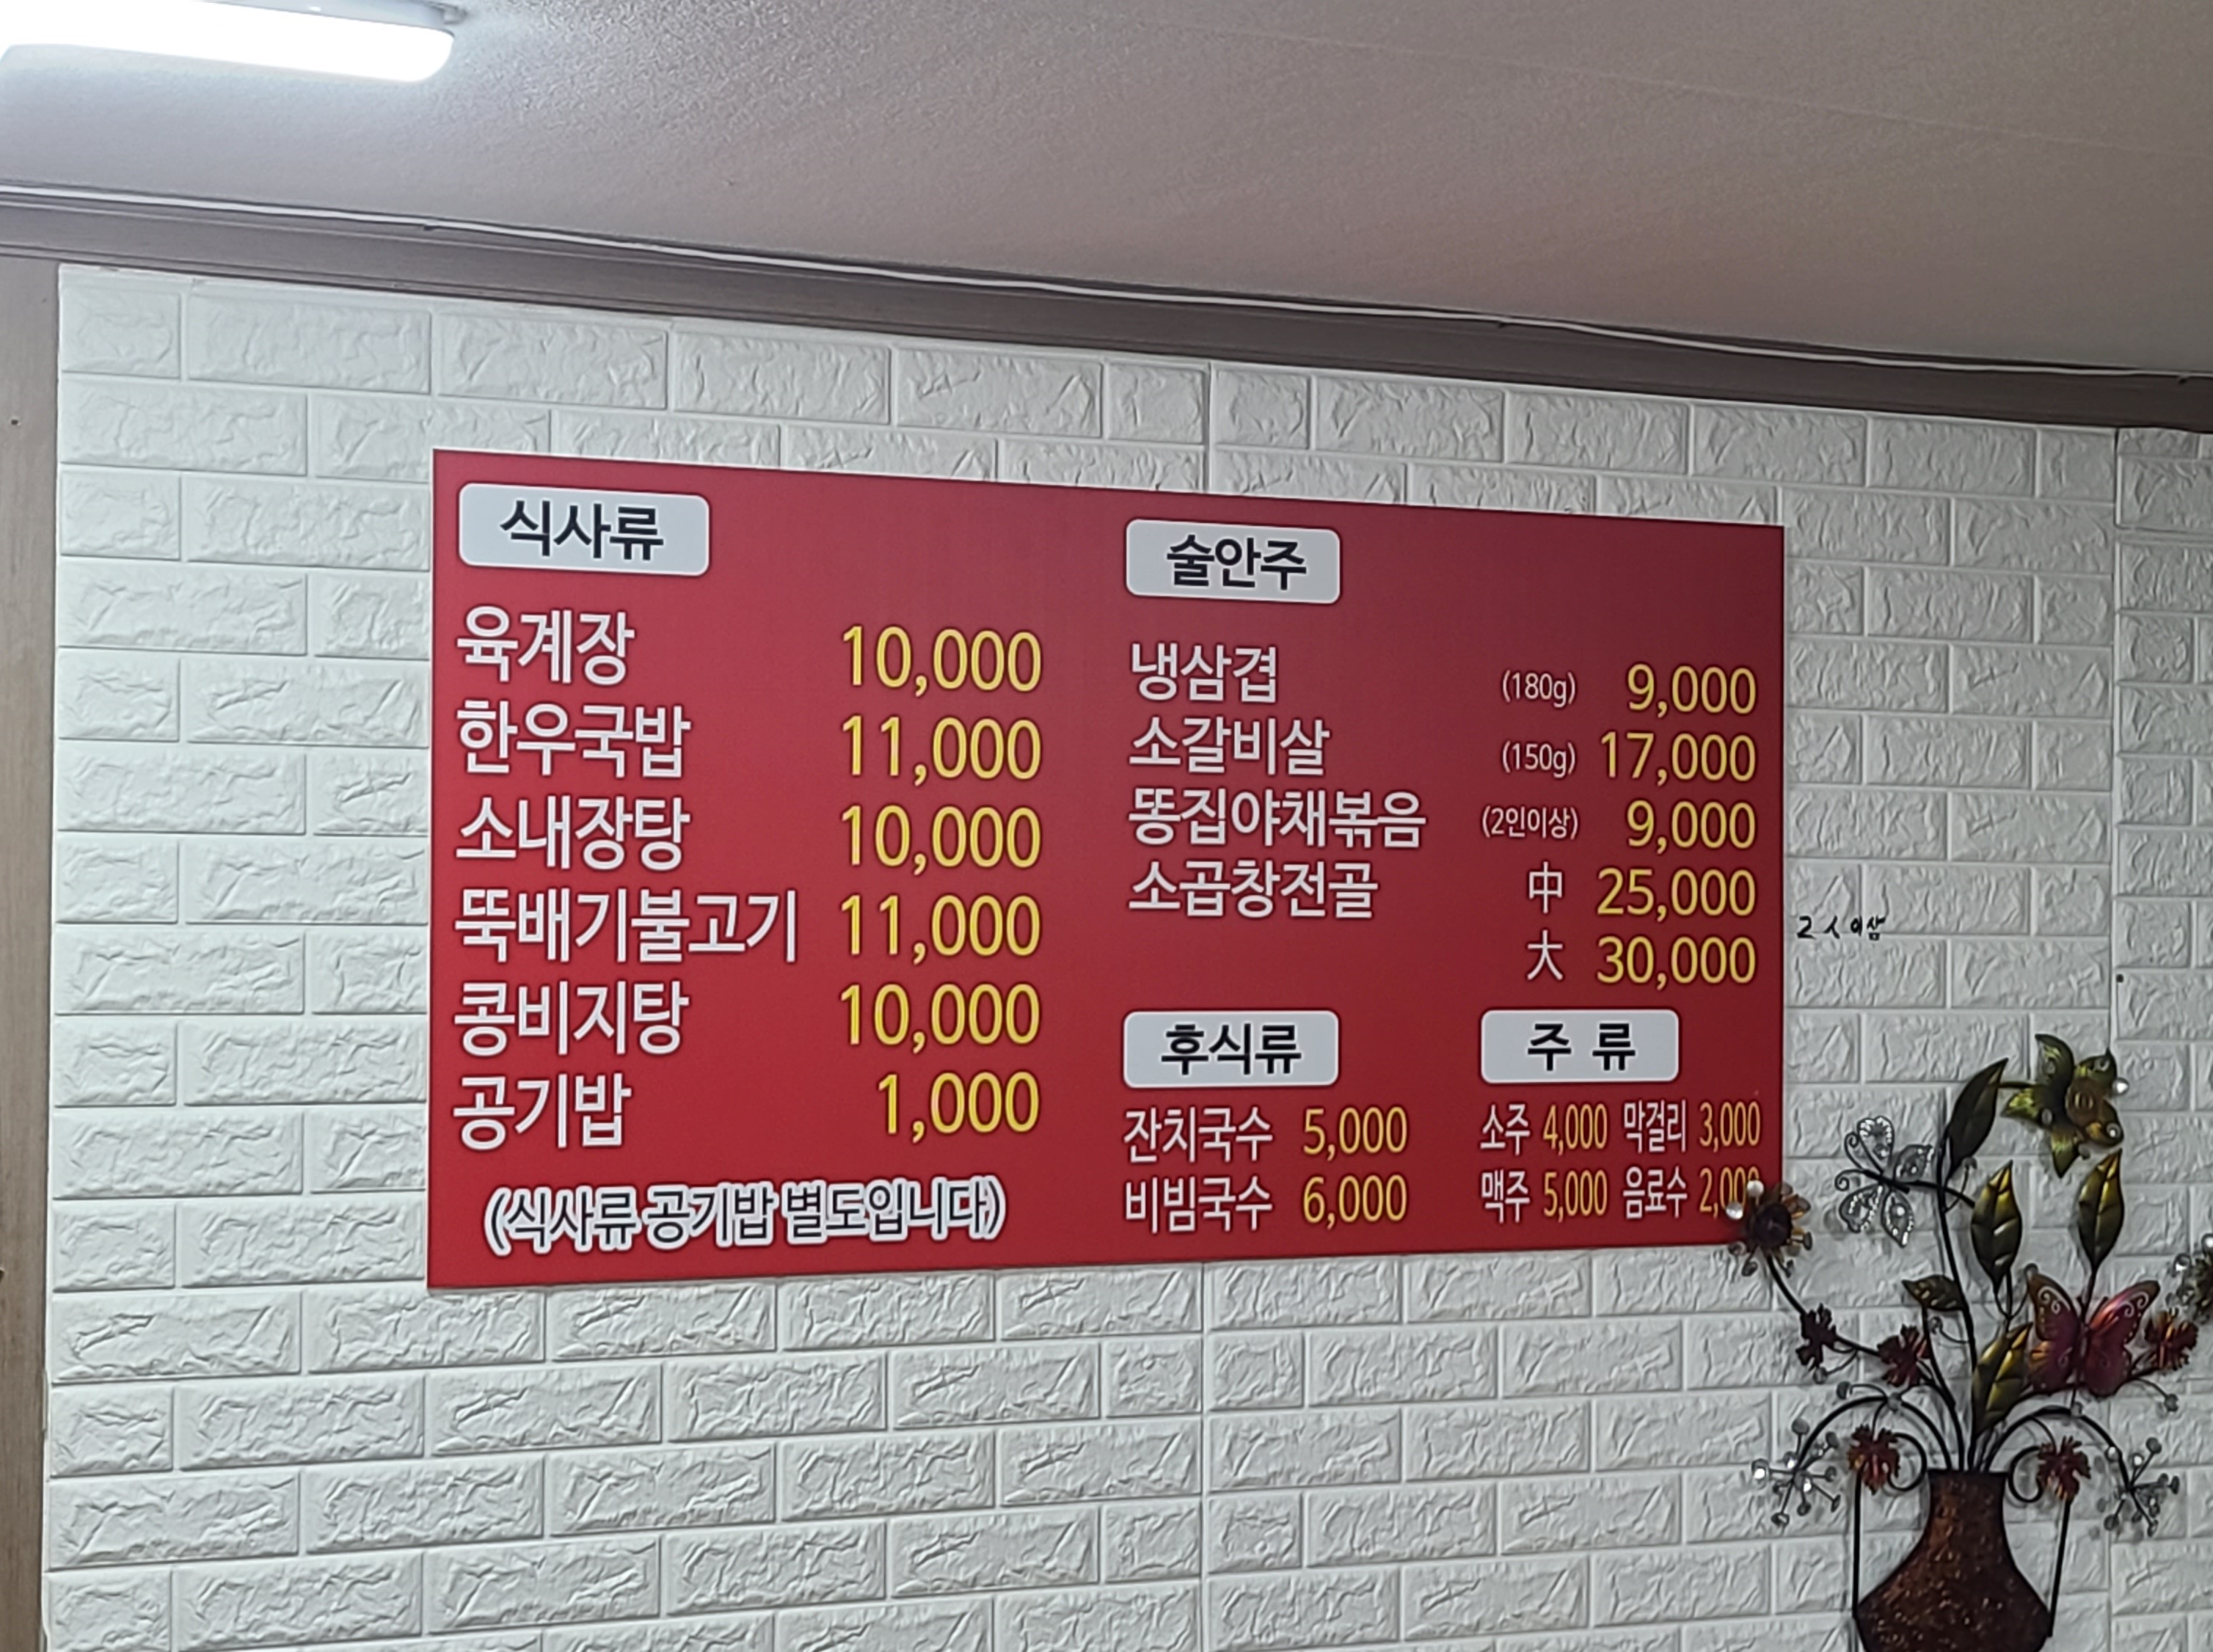 식사류
육계장 10,000
한우국밥 11,000
소내장탕 10,000
뚝배기불고기 11,000
콩비지탕 10,000
공기밥 1,000
(식사류 공기밥 별도입니다)
술안주
냉삼겹 (180g) 9,000
소갈비살 (150g) 17,000
똥집야채볶음 (2인이상) 9,000
소곱창전골 中 25,000
大 30,000
2人 이상
후식류
잔치국수 5,000
비빔국수 6,000
주 류
소주 4,000 막걸리 3,000
맥주 5,000 음료수 2,000